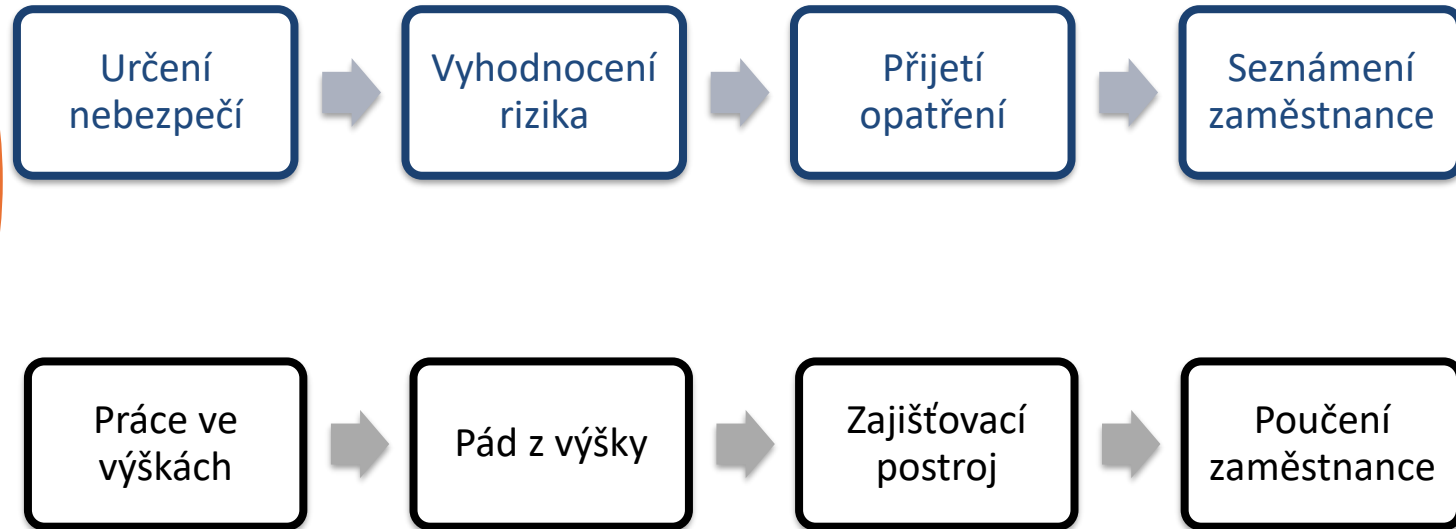 Určení
nebezpečí
Vyhodnocení
rizika
Přijetí
opatření
Seznámení
zaměstnance
Práce ve
výškách
Pád z výšky
Zajišťovací
postroj
Poučení
zaměstnance